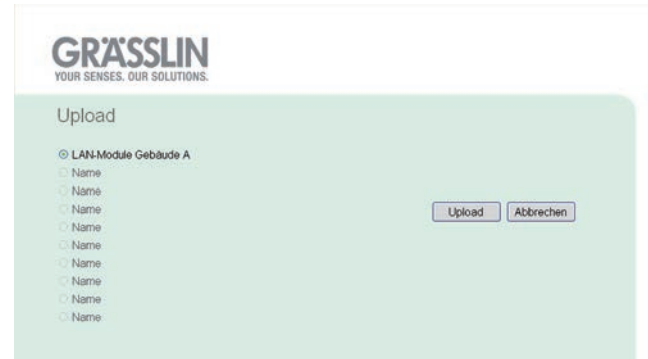 GRÄSSLIN
YOUR SENSES. OUR SOLUTIONS.
Upload
LAN-Module Gebäude A
Name
Name
Name
Upload Abbrechen
Name
Name
Name
Name
Name
Name